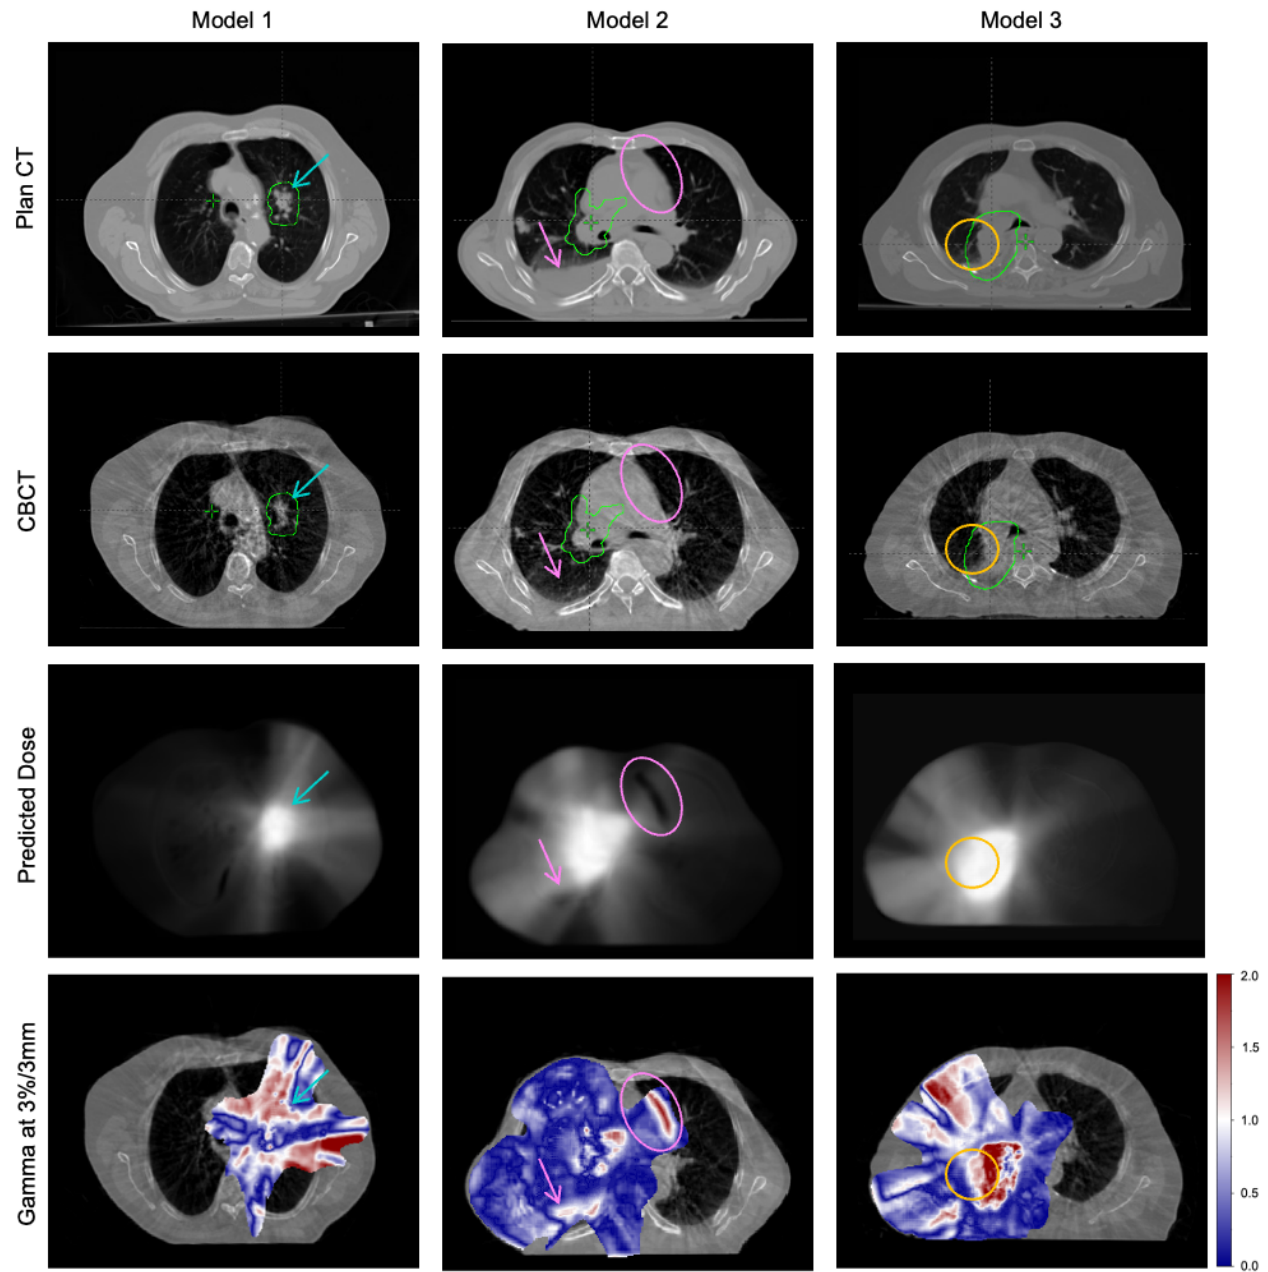 Model 1
Model 2
Model 3
Plan CT
CBCT
Predicted Dose
Gamma at 3%/3mm
2.0
1.5
1.0
0.5
0.0